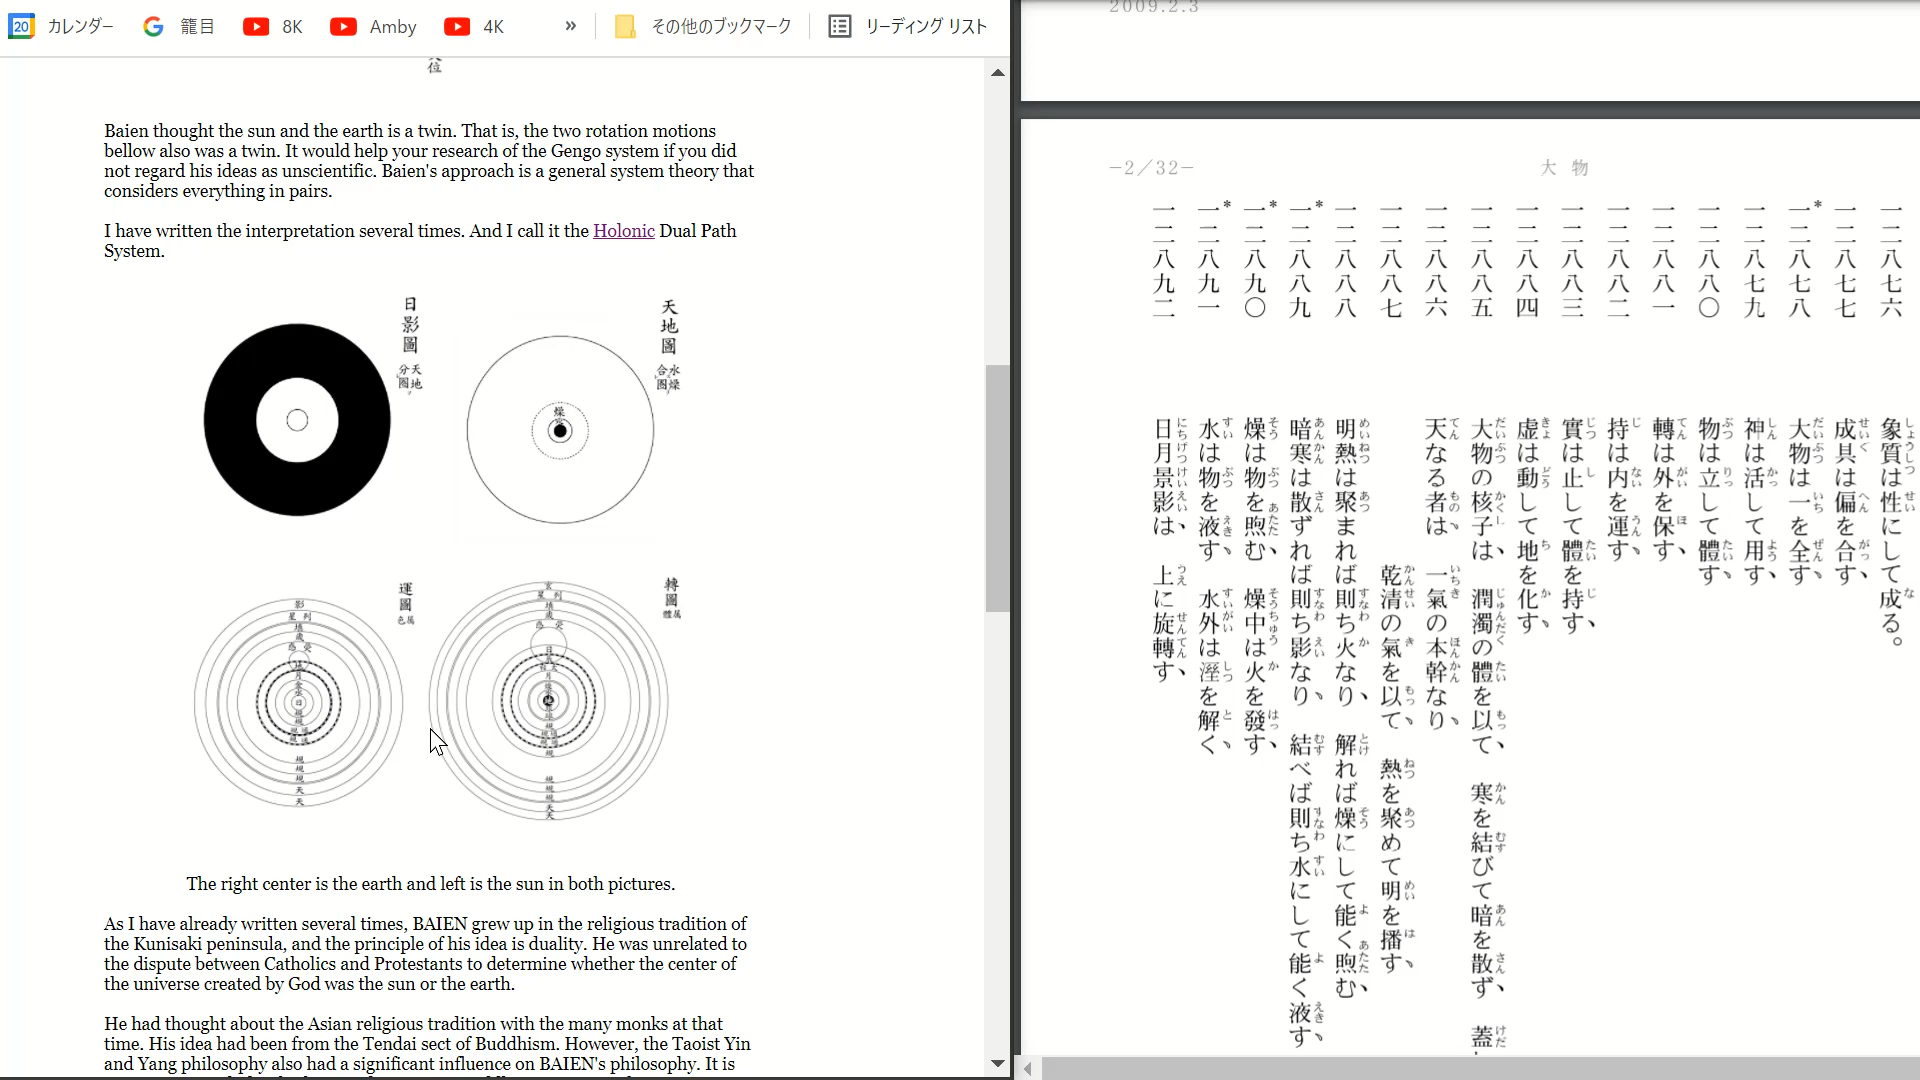 20 カレンダー
籠目
8K
Amby
4K
»
その他のブックマーク
リーディング リスト
位
Baien thought the sun and the earth is a twin. That is, the two rotation motions
bellow also was a twin. It would help your research of the Gengo system if you did
not regard his ideas as unscientific. Baien's approach is a general system theory that
considers everything in pairs.
I have written the interpretation several times. And I call it the Holonic Dual Path
System.
日影圖
天地分圖
天地圖
水燥合圖
燥
運圖
屬色
轉圖
屬體
The right center is the earth and left is the sun in both pictures.
As I have already written several times, BAIEN grew up in the religious tradition of
the Kunisaki peninsula, and the principle of his idea is duality. He was unrelated to
the dispute between Catholics and Protestants to determine whether the center of
the universe created by God was the sun or the earth.
He had thought about the Asian religious tradition with the many monks at that
time. His idea had been from the Tendai sect of Buddhism. However, the Taoist Yin
and Yang philosophy also had a significant influence on BAIEN's philosophy. It is
2009.2.3
−2／32−
大物
一二八七六 象質は性にして成る。
一二八七七 成具は偏を合す、
*一二八七八 大物は一を全す、
一二八七九 神は活して用す、
一二八八〇 物は立して體す、
一二八八一 轉は外を保す、
一二八八二 持は内を運す、
一二八八三 實は止して體を持す、
一二八八四 虚は動して地を化す、
一二八八五 大物の核子は、 潤濁の體を以て、 寒を結びて暗を散ず、 蓋
一二八八六 天なる者は、 一氣の本幹なり、
一二八八七 乾清の氣を以て、 熱を聚めて明を播す、
一二八八八 明熱は聚まれば則ち火なり、 解れば燥にして能く煦む、
*一二八八九 暗寒は散ずれば則ち影なり、 結べば則ち水にして能く液す、
*一二八九〇 燥は物を煦む、 燥中は火を發す、
*一二八九一 水は物を液す、 水外は溼を解く、
一二八九二 日月景影は、 上に旋轉す、